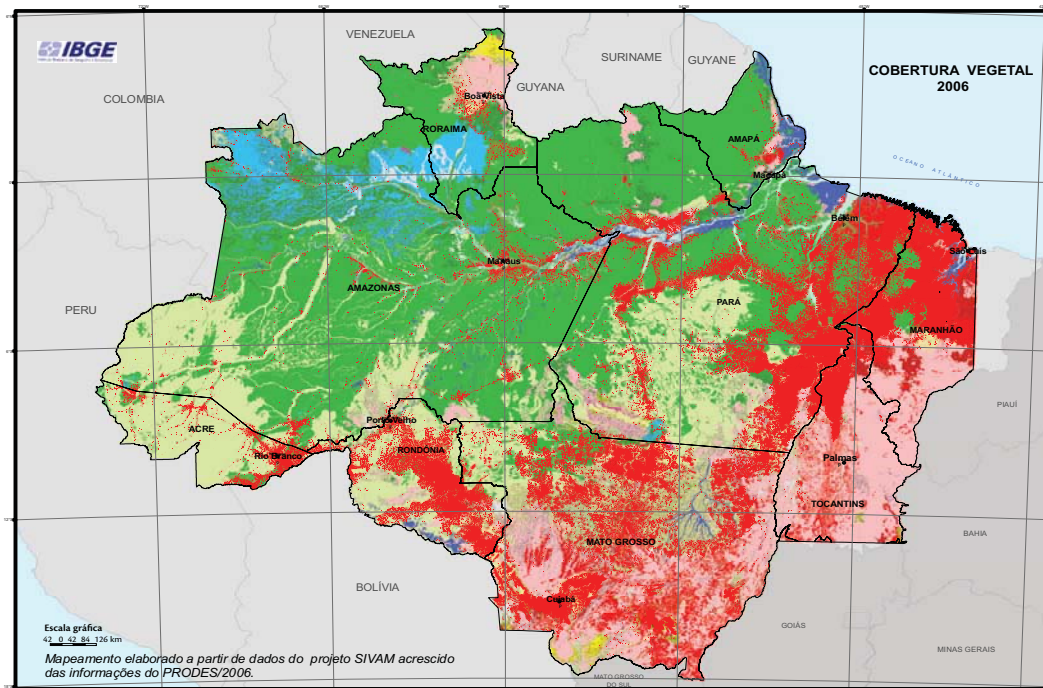 IBGE
COBERTURA VEGETAL
2006
VENEZUELA
SURINAME
GUYANE
GUYANA
COLOMBIA
Boa Vista
RORAIMA
AMAPÁ
Macapá
OCEANO ATLÂNTICO
Belém
São Luis
Manaus
AMAZONAS
PARÁ
MARANHÃO
PERU
PIAUÍ
ACRE
Porto Velho
Rio Branco
RONDONIA
Palmas
TOCANTINS
MATO GROSSO
BAHIA
BOLÍVIA
Cuiabá
GOIÁS
MINAS GERAIS
MATO GROSSO
DO SUL
Escala gráfica
42 0 42 84 126 km
Mapeamento elaborado a partir de dados do projeto SIVAM acrescido
das informações do PRODES/2006.